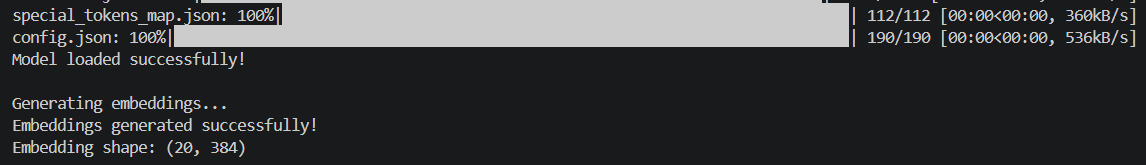 special_tokens_map.json: 100%| | 112/112 [00:00<00:00, 360kB/s]
config.json: 100%| | 190/190 [00:00<00:00, 536kB/s]
Model loaded successfully!
Generating embeddings...
Embeddings generated successfully!
Embedding shape: (20, 384)